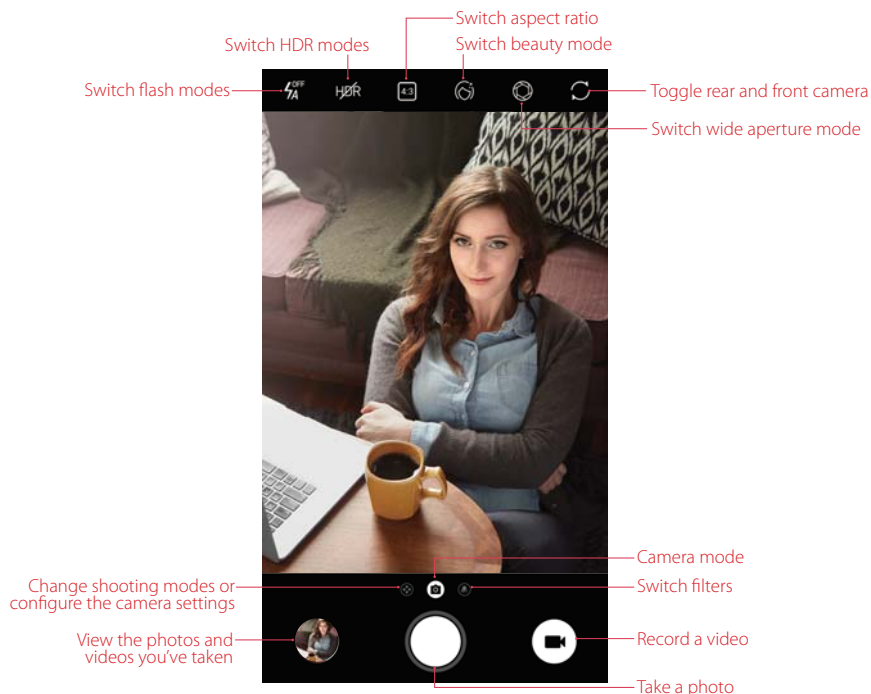 Switch aspect ratio
Switch HDR modes
Switch beauty mode
Switch flash modes
OFF
A
HDR
4:3
Toggle rear and front camera
Switch wide aperture mode
Camera mode
Change shooting modes or
configure the camera settings
Switch filters
View the photos and
videos you've taken
Record a video
Take a photo